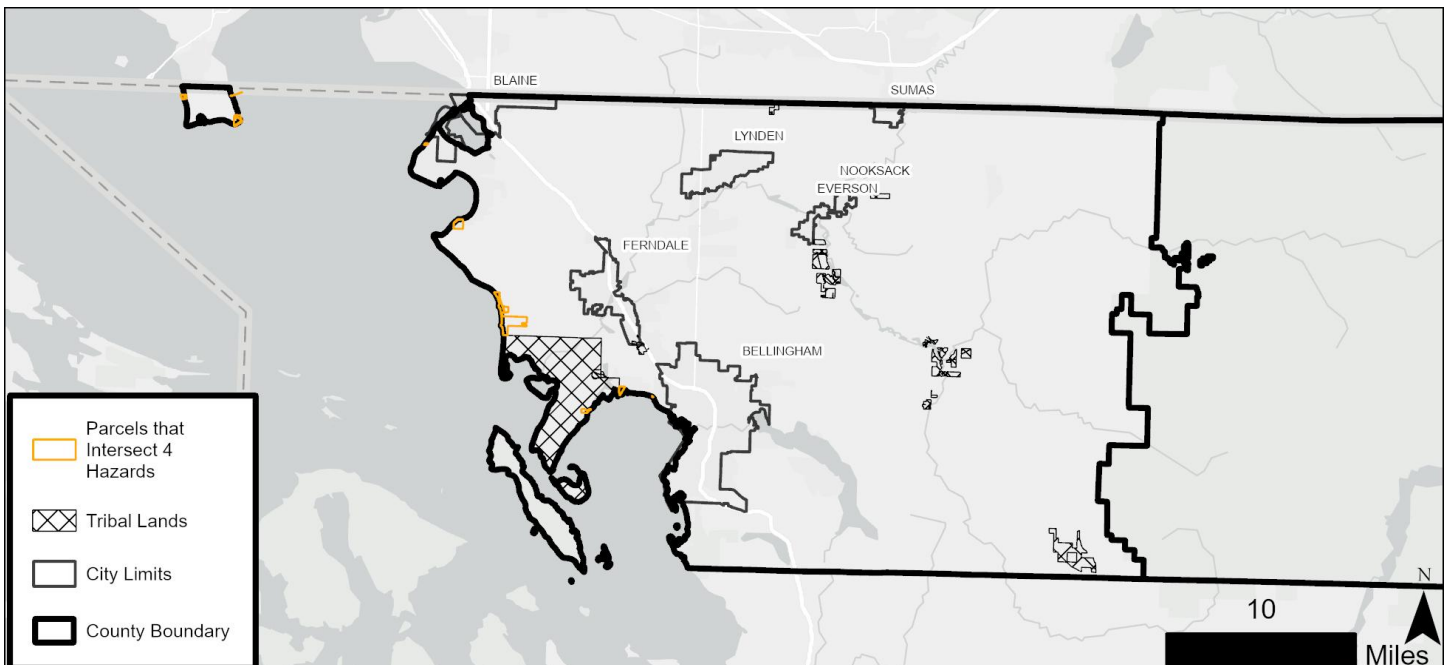 BLAINE
SUMAS
LYNDEN
NOOKSACK
EVERSON
FERNDALE
BELLINGHAM
Parcels that
Intersect 4
Hazards
Tribal Lands
City Limits
County Boundary
N
10
Miles